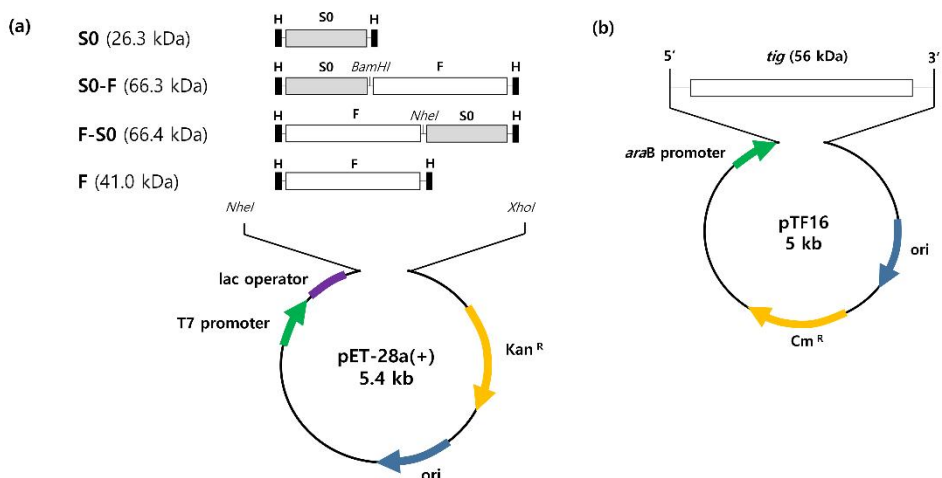 (a)
H H
S0 (26.3 kDa) S0
H S0 BamHI F H
S0-F (66.3 kDa)
H F NheI S0 H
F-S0 (66.4 kDa)
H F H
F (41.0 kDa)
NheI XhoI
lac operator
T7 promoter
Kan R
pET-28a(+)
5.4 kb
ori
(b)
5’ tig (56 kDa) 3’
araB promoter
pTF16
5 kb
ori
Cm R